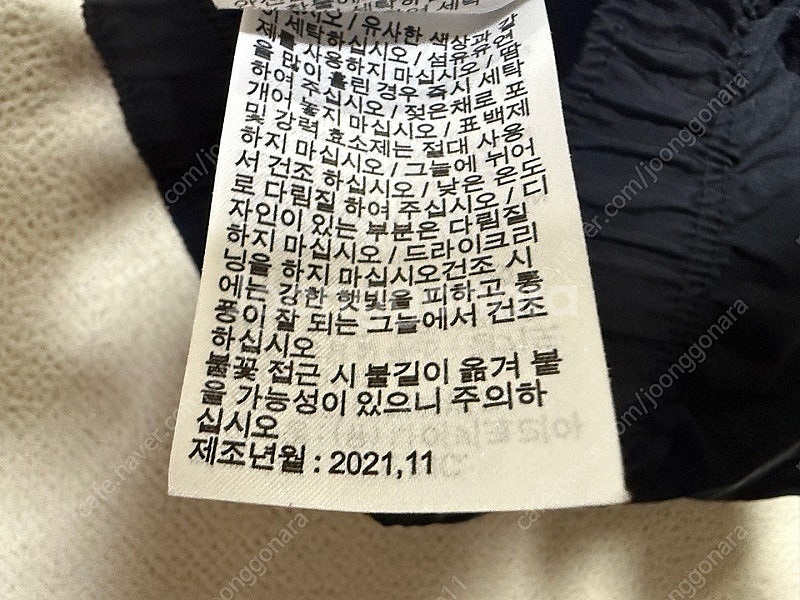 십시오 / 유사한 색상과 같
이 세탁하십시오 / 섬유유연
제를 사용하지 마십시오 / 땀
을 많이 흘린 경우 즉시 세탁
하여 주십시오 / 젖은채로 포
개어 놓지 마십시오 / 표백제
및 강력 효소제는 절대 사용
하지 마십시오 / 그늘에 뉘어
서 건조 하십시오 / 낮은 온도
로 다림질 하여 주십시오 / 디
자인이 있는 부분은 다림질
하지 마십시오 / 드라이크리
닝을 하지 마십시오건조 시
에는 강한 햇빛을 피하고 통
풍이 잘 되는 그늘에서 건조
하십시오
불꽃 접근 시 불길이 옮겨 붙
을 가능성이 있으니 주의하
십시오
제조년월 : 2021,11
cafe.naver.com/joonggonara